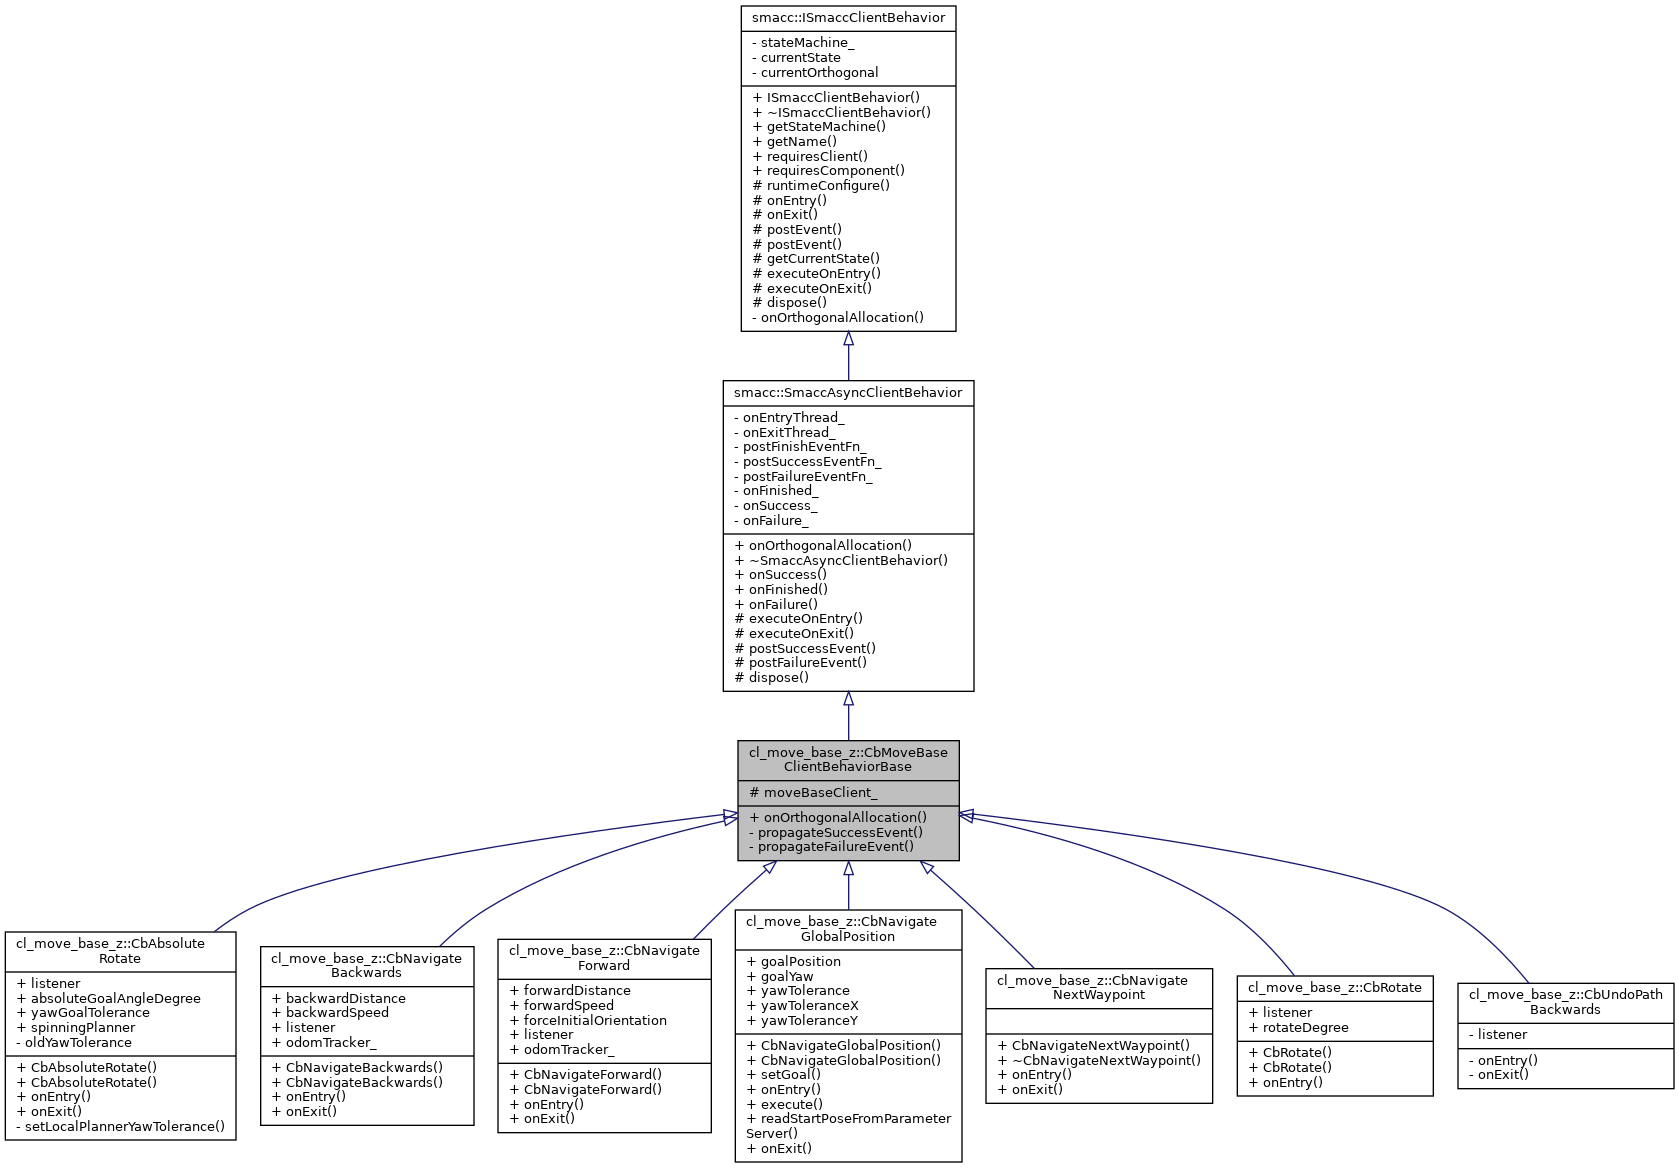 smacc::ISmaccClientBehavior
- stateMachine_
- currentState
- currentOrthogonal
+ ISmaccClientBehavior()
+ ~ISmaccClientBehavior()
+ getStateMachine()
+ getName()
+ requiresClient()
+ requiresComponent()
# runtimeConfigure()
# onEntry()
# onExit()
# postEvent()
# postEvent()
# getCurrentState()
# executeOnEntry()
# executeOnExit()
# dispose()
- onOrthogonalAllocation()
smacc::SmaccAsyncClientBehavior
- onEntryThread_
- onExitThread_
- postFinishEventFn_
- postSuccessEventFn_
- postFailureEventFn_
- onFinished_
- onSuccess_
- onFailure_
+ onOrthogonalAllocation()
+ ~SmaccAsyncClientBehavior()
+ onSuccess()
+ onFinished()
+ onFailure()
# executeOnEntry()
# executeOnExit()
# postSuccessEvent()
# postFailureEvent()
# dispose()
cl_move_base_z::CbMoveBase
ClientBehaviorBase
# moveBaseClient_
+ onOrthogonalAllocation()
- propagateSuccessEvent()
- propagateFailureEvent()
cl_move_base_z::CbAbsolute
Rotate
+ listener
+ absoluteGoalAngleDegree
+ yawGoalTolerance
+ spinningPlanner
- oldYawTolerance
+ CbAbsoluteRotate()
+ CbAbsoluteRotate()
+ onEntry()
+ onExit()
- setLocalPlannerYawTolerance()
cl_move_base_z::CbNavigate
Backwards
+ backwardDistance
+ backwardSpeed
+ listener
+ odomTracker_
+ CbNavigateBackwards()
+ CbNavigateBackwards()
+ onEntry()
+ onExit()
cl_move_base_z::CbNavigate
Forward
+ forwardDistance
+ forwardSpeed
+ forceInitialOrientation
+ listener
+ odomTracker_
+ CbNavigateForward()
+ CbNavigateForward()
+ onEntry()
+ onExit()
cl_move_base_z::CbNavigate
GlobalPosition
+ goalPosition
+ goalYaw
+ yawTolerance
+ yawToleranceX
+ yawToleranceY
+ CbNavigateGlobalPosition()
+ CbNavigateGlobalPosition()
+ setGoal()
+ onEntry()
+ execute()
+ readStartPoseFromParameter
Server()
+ onExit()
cl_move_base_z::CbNavigate
NextWaypoint
+ CbNavigateNextWaypoint()
+ ~CbNavigateNextWaypoint()
+ onEntry()
+ onExit()
cl_move_base_z::CbRotate
+ listener
+ rotateDegree
+ CbRotate()
+ CbRotate()
+ onEntry()
cl_move_base_z::CbUndoPath
Backwards
- listener
- onEntry()
- onExit()